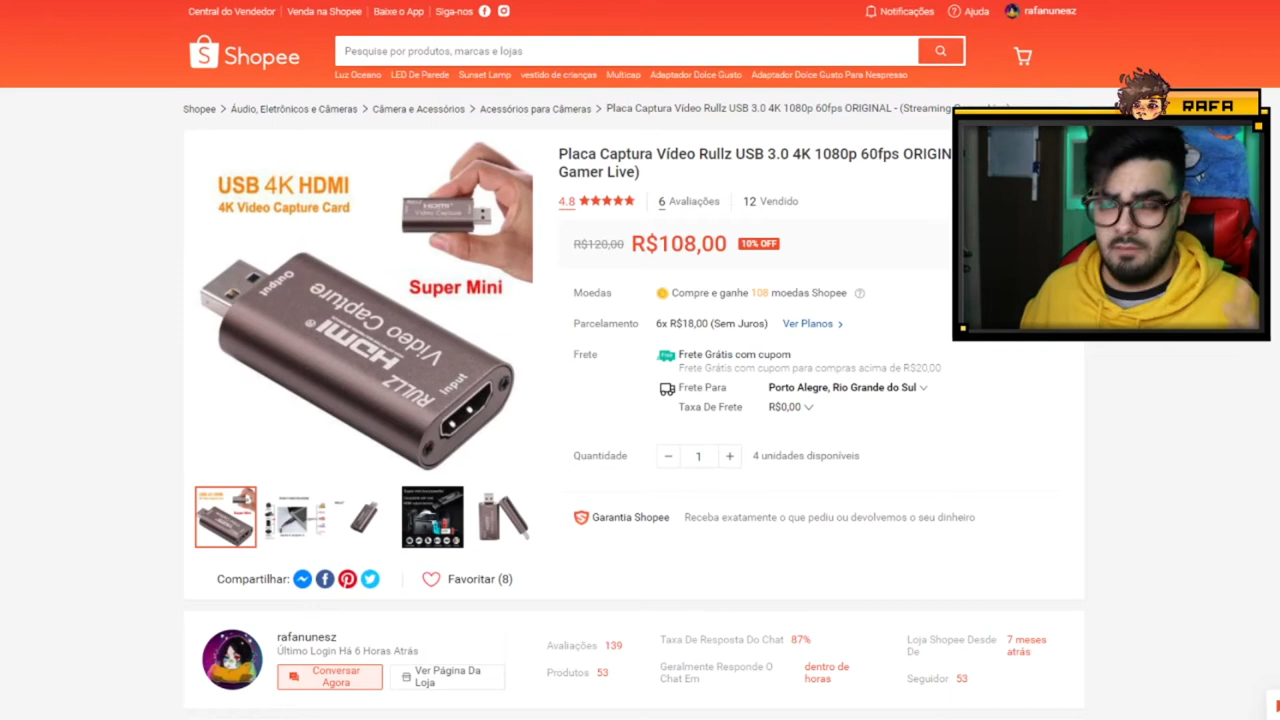 Central do Vendedor
Venda na Shopee
Baixe o App
Siga-nos
Notificações
Ajuda
rafanunesz
Shopee
Pesquise por produtos, marcas e lojas
Luz Oceano
LED De Parede
Sunset Lamp
vestido de crianças
Multicap
Adaptador Dolce Gusto
Adaptador Dolce Gusto Para Nespresso
Shopee > Áudio, Eletrônicos e Câmeras > Câmera e Acessórios > Acessórios para Câmeras > Placa Captura Vídeo Rullz USB 3.0 4K 1080p 60fps ORIGINAL - (Streaming
RAFA
USB 4K HDMI
4K Video Capture Card
Super Mini
Output
Video Capture
HDMI®
RULLZ
Input
Placa Captura Vídeo Rullz USB 3.0 4K 1080p 60fps ORIGIN
Gamer Live)
4.8
6 Avaliações
12 Vendido
R$120,00 R$108,00 10% OFF
Moedas
Compre e ganhe 108 moedas Shopee
Parcelamento
6x R$18,00 (Sem Juros)
Ver Planos >
Frete
Frete Grátis com cupom
Frete Grátis com cupom para compras acima de R$20,00
Frete Para
Porto Alegre, Rio Grande do Sul
Taxa De Frete
R$0,00
Quantidade
− 1 +
4 unidades disponíveis
Garantia Shopee
Receba exatamente o que pediu ou devolvemos o seu dinheiro
Compartilhar:
Favoritar (8)
rafanunesz
Último Login Há 6 Horas Atrás
Conversar
Agora
Ver Página Da
Loja
Avaliações 139
Produtos 53
Taxa De Resposta Do Chat 87%
Geralmente Responde O
Chat Em
dentro de
horas
Loja Shopee Desde
De
7 meses
atrás
Seguidor 53